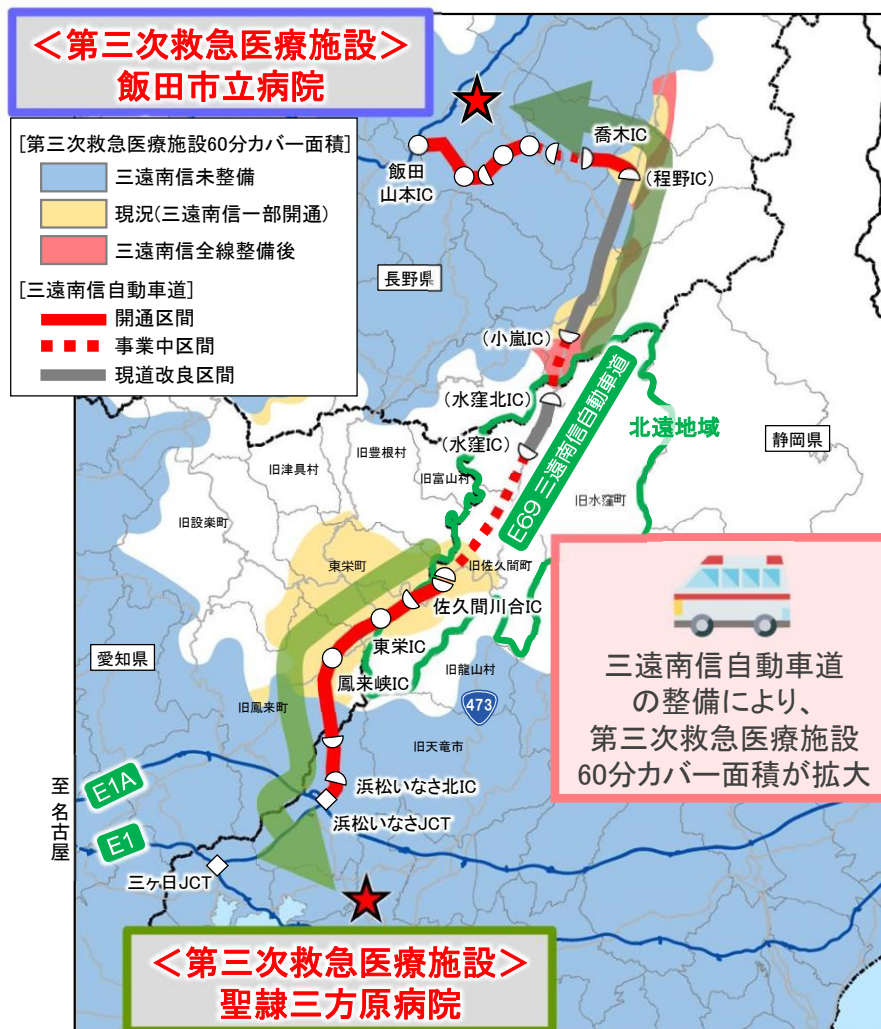 ＜第三次救急医療施設＞
飯田市立病院
[第三次救急医療施設60分カバー面積]
三遠南信未整備
現況(三遠南信一部開通)
三遠南信全線整備後
[三遠南信自動車道]
開通区間
事業中区間
現道改良区間
喬木IC
飯田
山本IC
(程野IC)
長野県
(小嵐IC)
(水窪北IC)
(水窪IC)
E69 三遠南信自動車道
北遠地域
静岡県
旧豊根村
旧津具村
旧富山村
旧水窪町
旧設楽町
東栄町
旧佐久間町
佐久間川合IC
東栄IC
愛知県
鳳来峡IC
旧龍山村
旧鳳来町
473
旧天竜市
三遠南信自動車道
の整備により、
第三次救急医療施設
60分カバー面積が拡大
至 名古屋
E1A
浜松いなさ北IC
浜松いなさJCT
E1
三ヶ日JCT
＜第三次救急医療施設＞
聖隷三方原病院